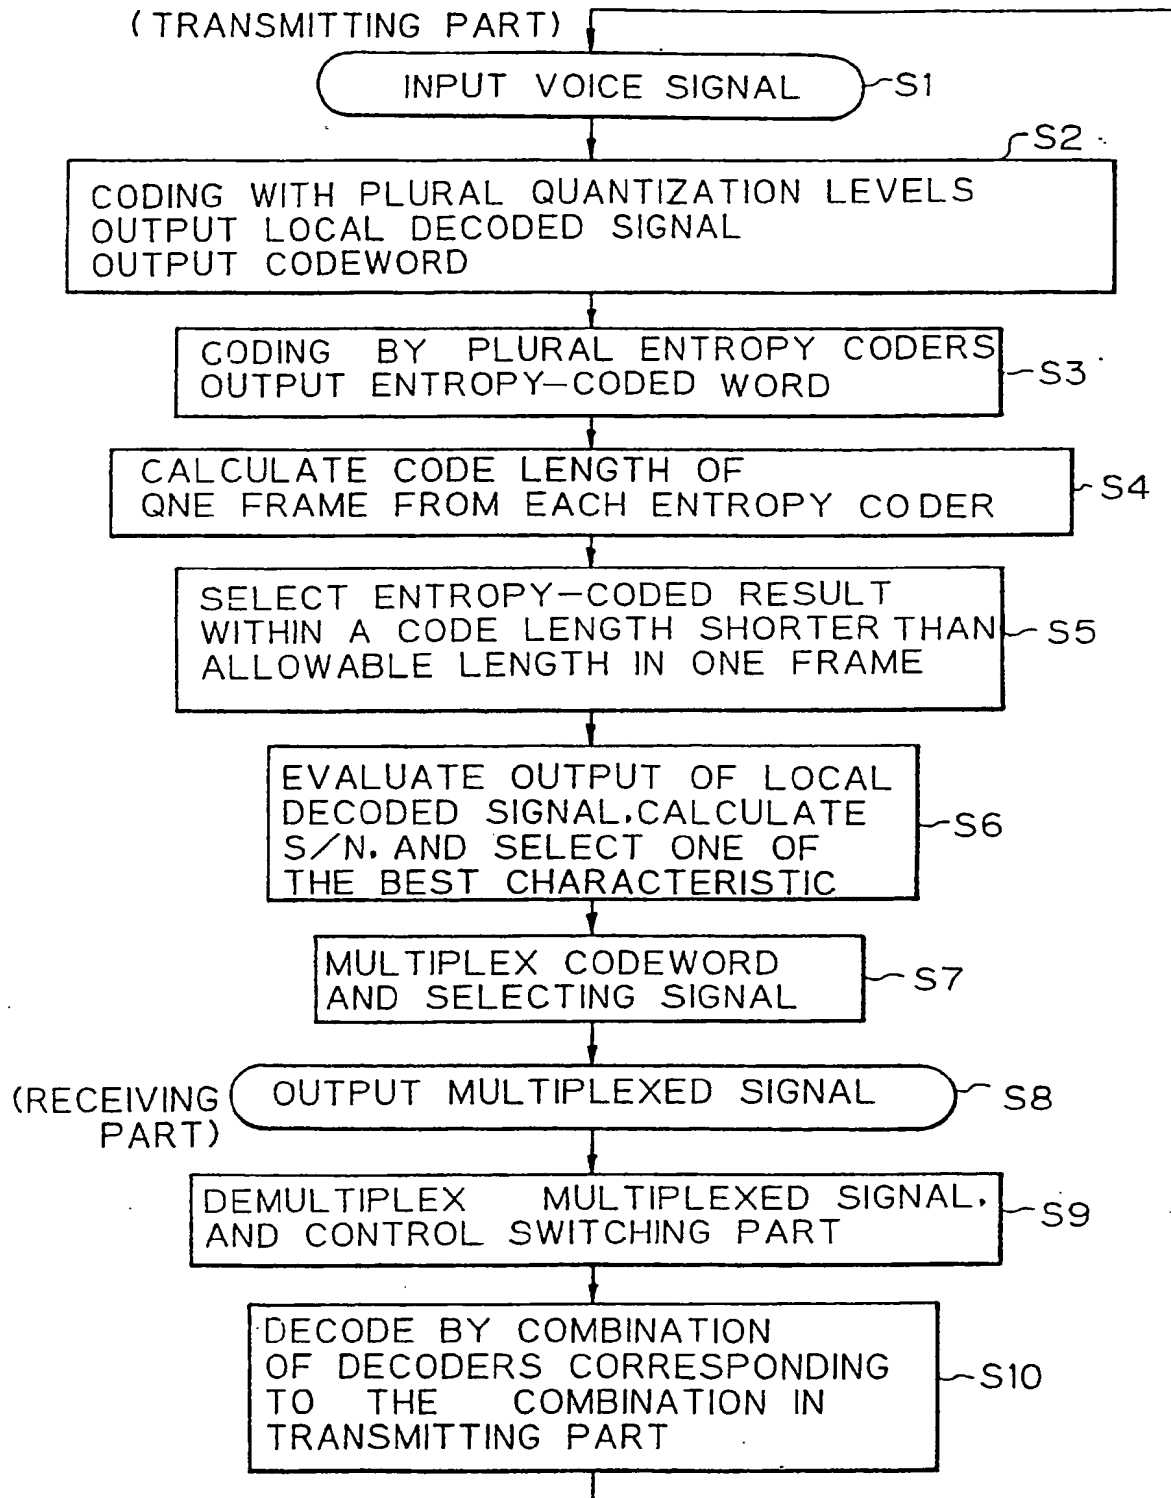 (TRANSMITTING PART)
INPUT VOICE SIGNAL
S1
S2
CODING WITH PLURAL QUANTIZATION LEVELS
OUTPUT LOCAL DECODED SIGNAL
OUTPUT CODEWORD
CODING BY PLURAL ENTROPY CODERS
OUTPUT ENTROPY-CODED WORD
S3
CALCULATE CODE LENGTH OF
ONE FRAME FROM EACH ENTROPY CODER
S4
SELECT ENTROPY-CODED RESULT
WITHIN A CODE LENGTH SHORTER THAN
ALLOWABLE LENGTH IN ONE FRAME
S5
EVALUATE OUTPUT OF LOCAL
DECODED SIGNAL.CALCULATE
S/N. AND SELECT ONE OF
THE BEST CHARACTERISTIC
S6
MULTIPLEX CODEWORD
AND SELECTING SIGNAL
S7
OUTPUT MULTIPLEXED SIGNAL
S8
(RECEIVING
PART)
DEMULTIPLEX MULTIPLEXED SIGNAL.
AND CONTROL SWITCHING PART
S9
DECODE BY COMBINATION
OF DECODERS CORRESPONDING
TO THE COMBINATION IN
TRANSMITTING PART
S10